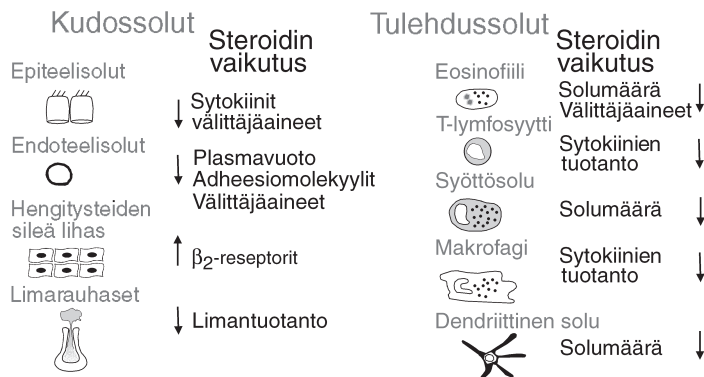 Kudossolut
Steroidin
vaikutus
Epiteelisolut
↓ Sytokiinit
välittäjäaineet
Endoteelisolut
↓ Plasmavuoto
Adheesiomolekyylit
Välittäjäaineet
Hengitysteiden
sileä lihas
↑ β2-reseptorit
Limarauhaset
↓ Limantuotanto
Tulehdussolut
Steroidin
vaikutus
Eosinofiili
Solumäärä ↓
Välittäjäaineet
T-lymfosyytti
Sytokiinien ↓
tuotanto
Syöttösolu
Solumäärä ↓
Makrofagi
Sytokiinien ↓
tuotanto
Dendriittinen solu
Solumäärä ↓